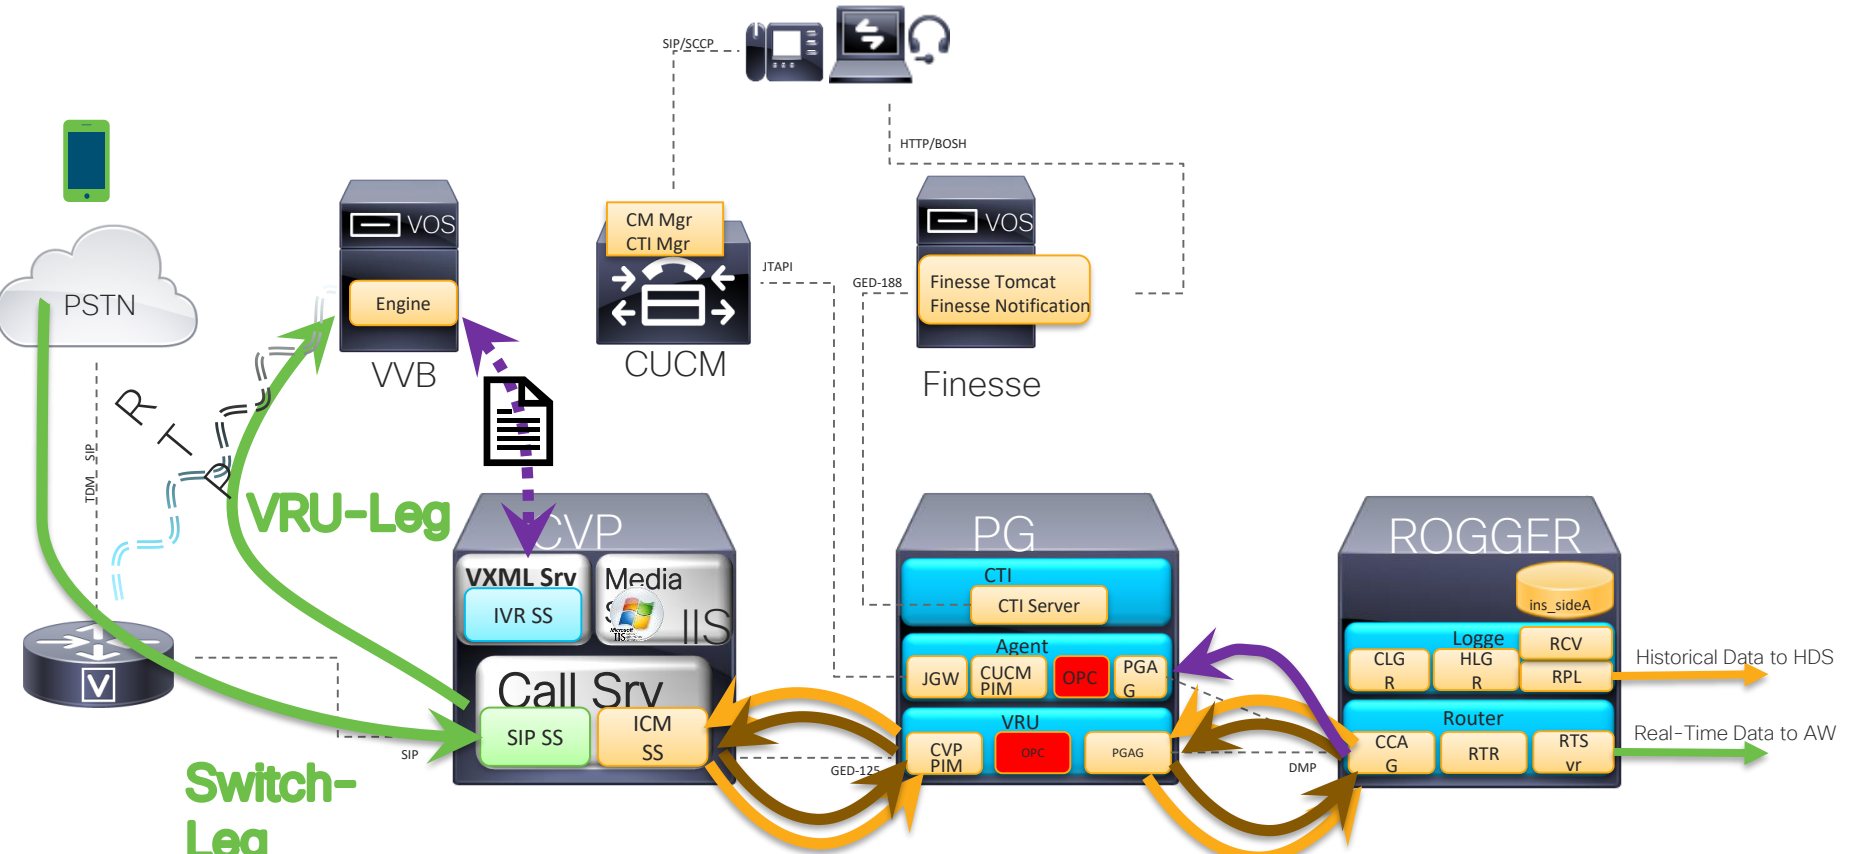 SIP/SCCP
HTTP/BOSH
VOS
CM Mgr
CTI Mgr
VOS
PSTN
Engine
JTAPI
GED-188
Finesse Tomcat
Finesse Notification
VVB
CUCM
Finesse
R
T
P
TDM SIP
VRU-Leg
CVP
PG
ROGGER
VXML Srv
IVR SS
Media
IIS
Microsoft
IIS
CTI
CTI Server
ins_sideA
Agent
JGW
CUCM
PIM
OPC
PGA
G
Logge
CLG
R
HLG
R
RCV
RPL
Historical Data to HDS
V
Call Srv
SIP SS
ICM
SS
SIP
GED-125
VRU
CVP
PIM
OPC
PGAG
DMP
Router
CCA
G
RTR
RTS
vr
Real-Time Data to AW
Switch-
Leg